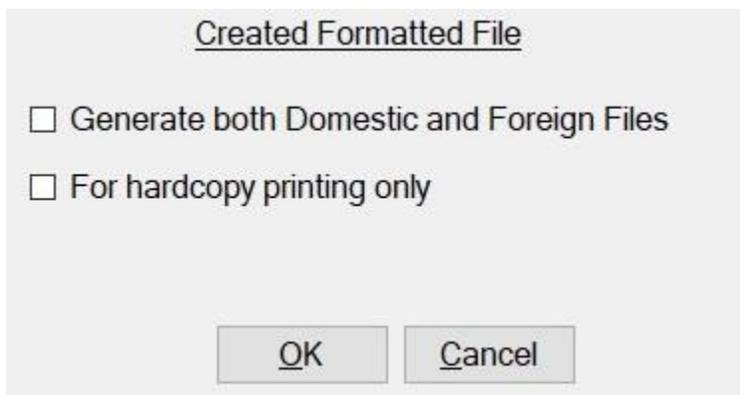 Created Formatted File
Generate both Domestic and Foreign Files
For hardcopy printing only
OK Cancel